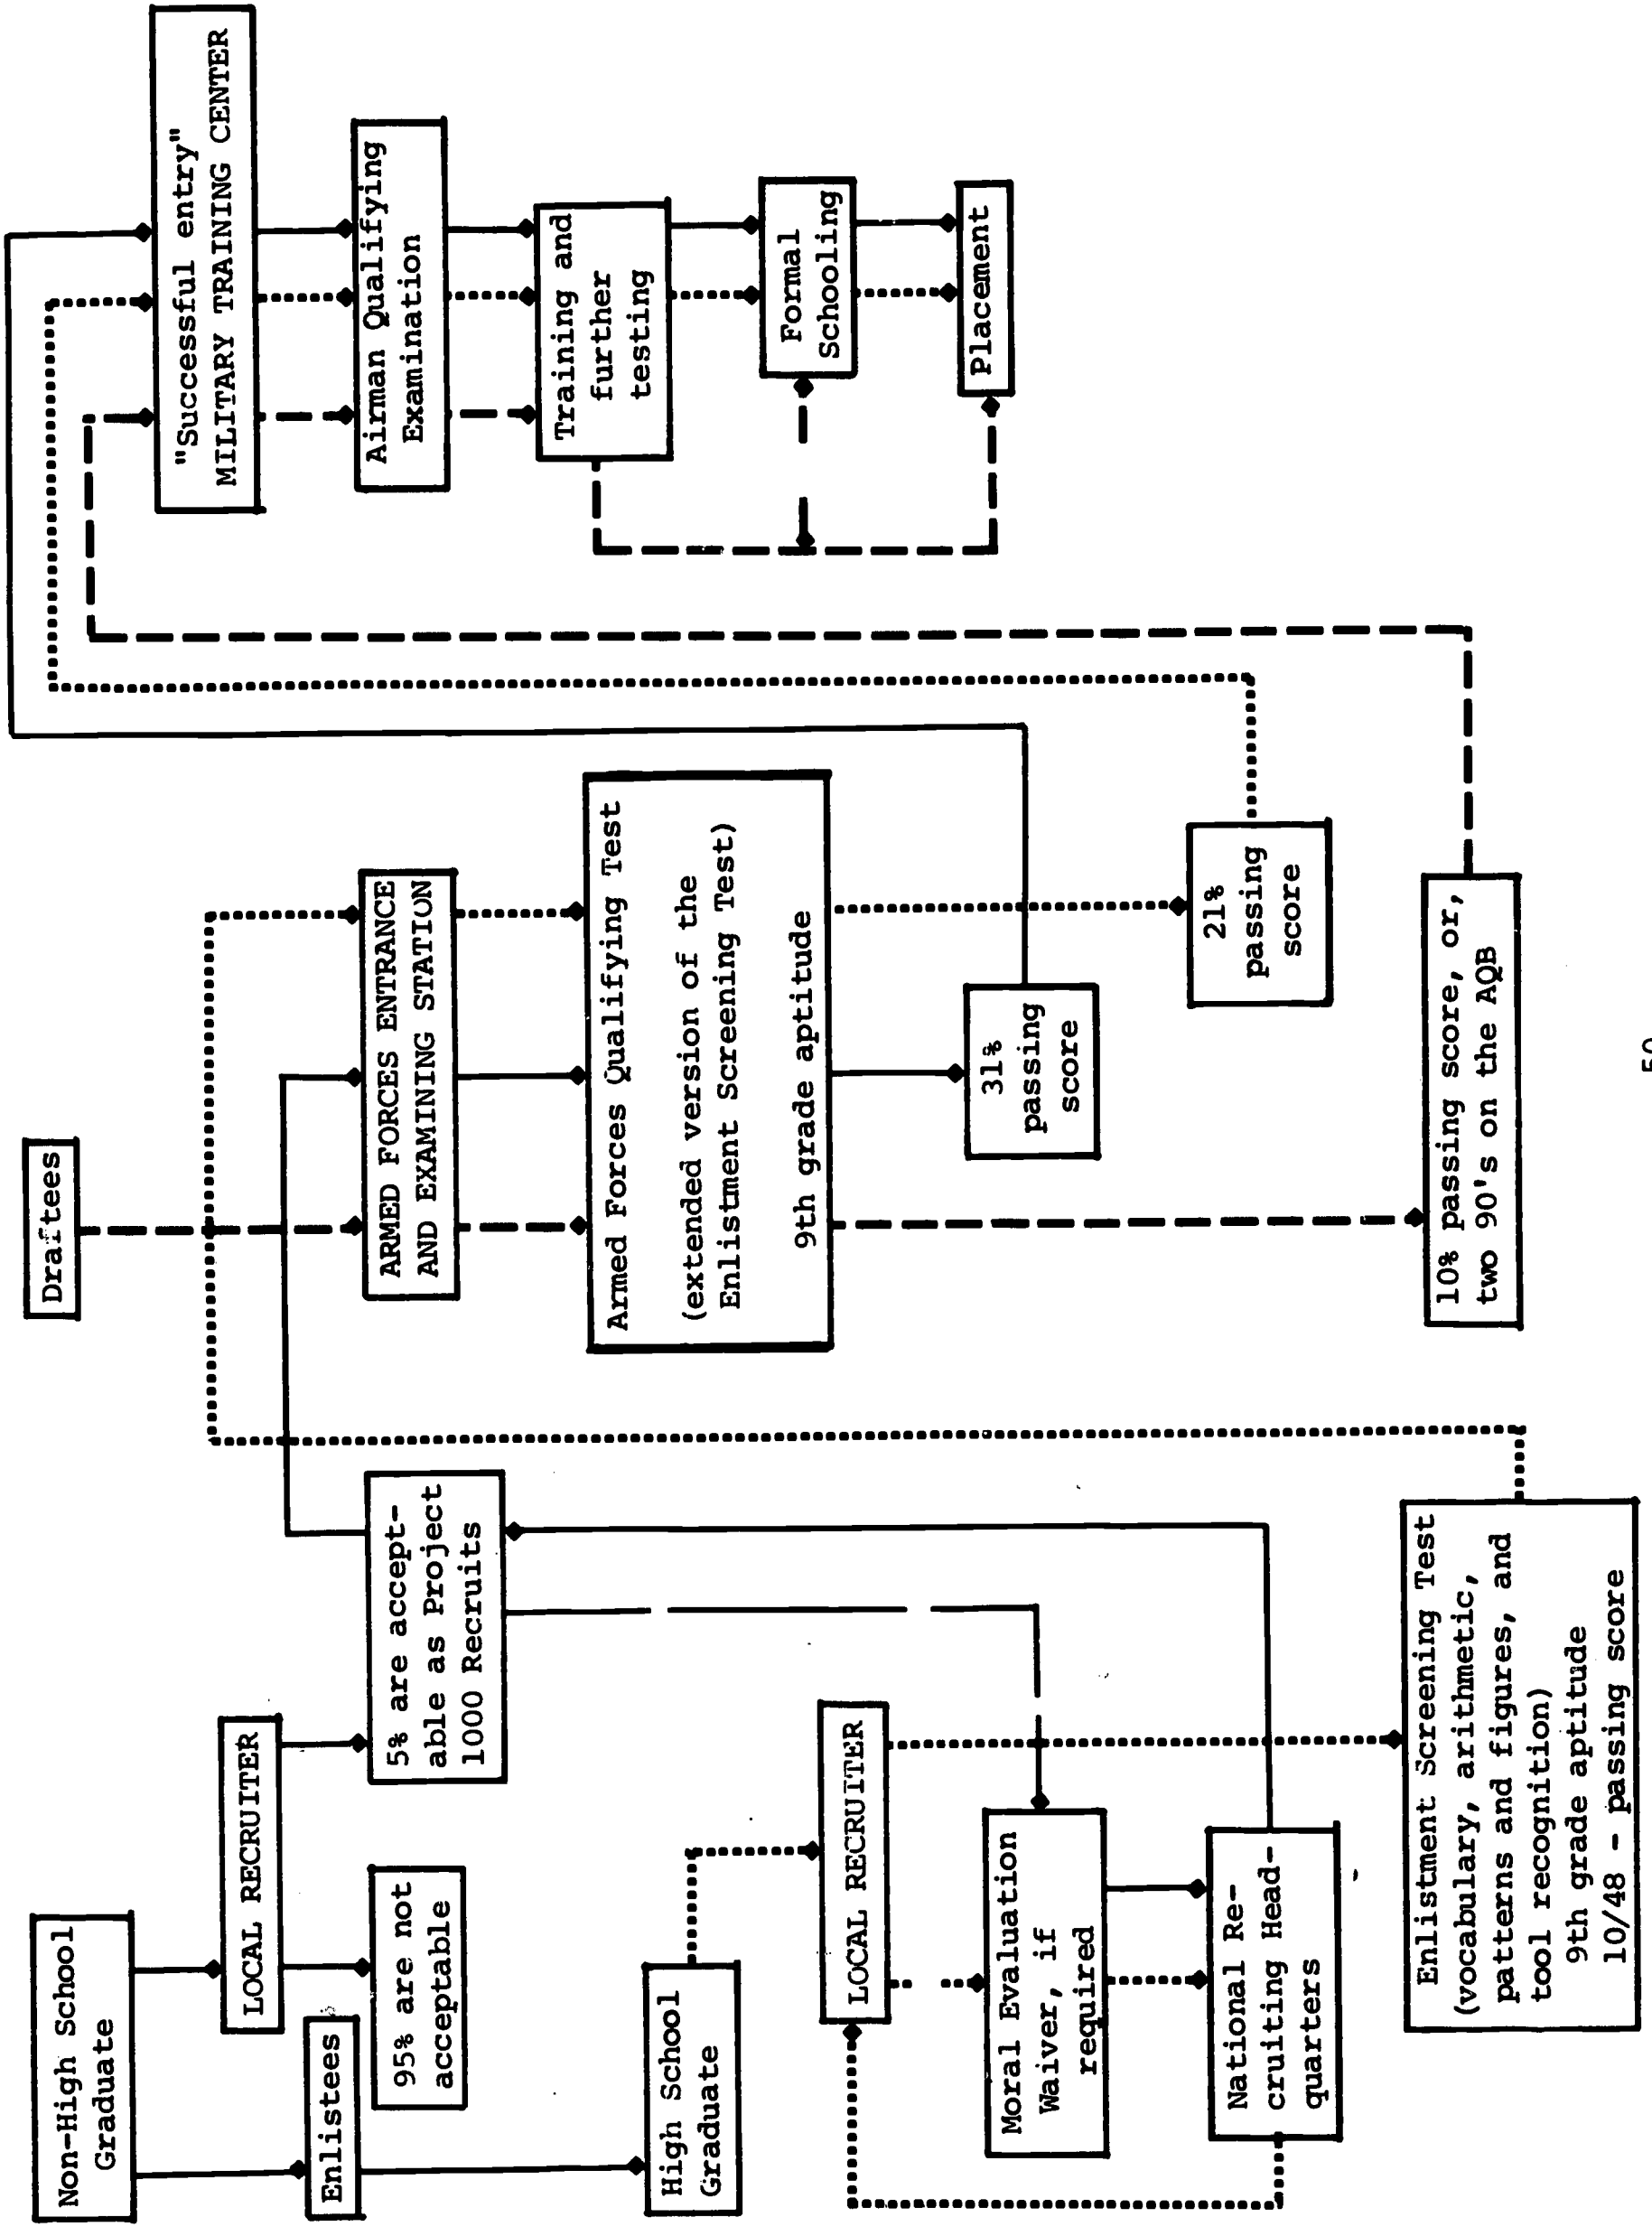 Non-High School
Graduate
LOCAL RECRUITER
Enlistees
95% are not
acceptable
5% are accept-
able as Project
1000 Recruits
High School
Graduate
LOCAL RECRUITER
Moral Evaluation
Waiver, if
required
National Re-
cruiting Head-
quarters
Enlistment Screening Test
(vocabulary, arithmetic,
patterns and figures, and
tool recognition)
9th grade aptitude
10/48 - passing score
Draftees
ARMED FORCES ENTRANCE
AND EXAMINING STATION
Armed Forces Qualifying Test
(extended version of the
Enlistment Screening Test)
9th grade aptitude
31%
passing
score
21%
passing
score
10% passing score, or,
two 90's on the AQB
"Successful entry"
MILITARY TRAINING CENTER
Airman Qualifying
Examination
Training and
further
testing
Formal
Schooling
Placement
50